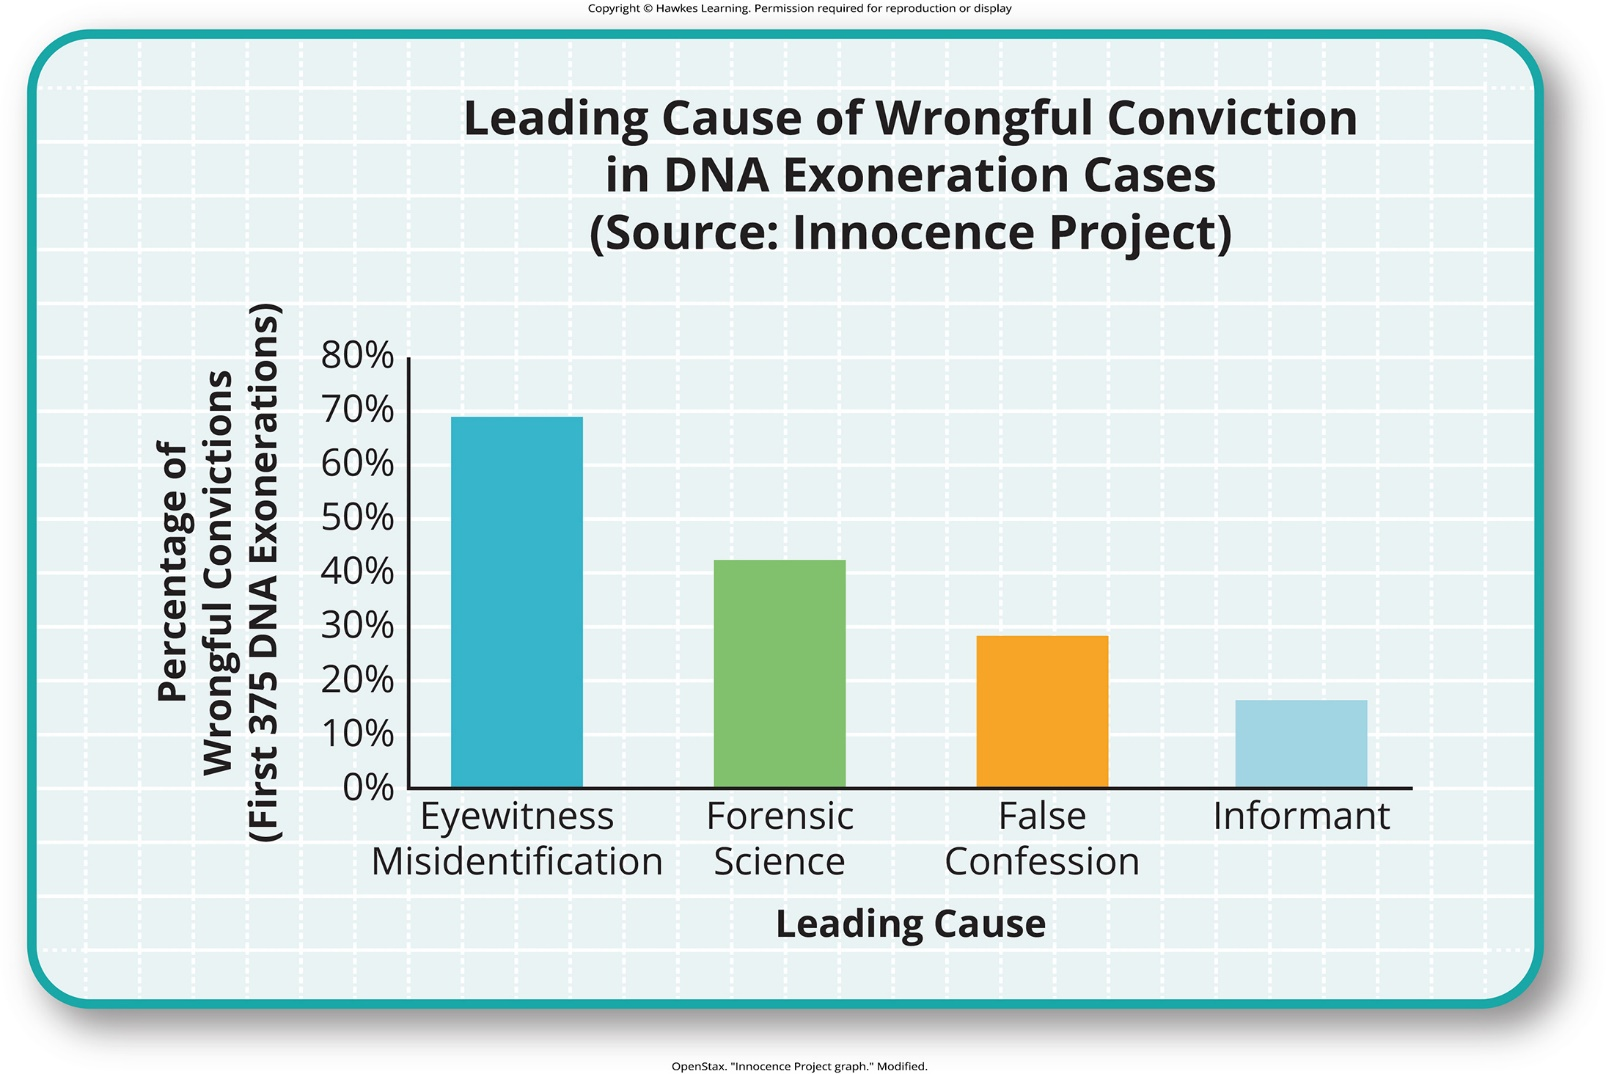 Copyright © Hawkes Learning. Permission required for reproduction or display
Leading Cause of Wrongful Conviction
in DNA Exoneration Cases
(Source: Innocence Project)
Percentage of
Wrongful Convictions
(First 375 DNA Exonerations)
80%
70%
60%
50%
40%
30%
20%
10%
0%
Eyewitness
Misidentification
Forensic
Science
False
Confession
Informant
Leading Cause
OpenStax. "Innocence Project graph." Modified.